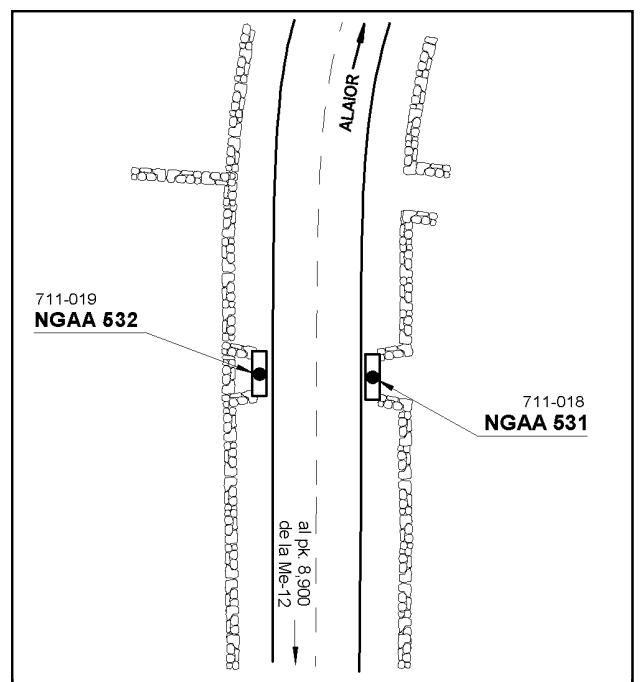 ALAIOR
711-019
NGAA 532
711-018
NGAA 531
al pk. 8,900
de la Me-12